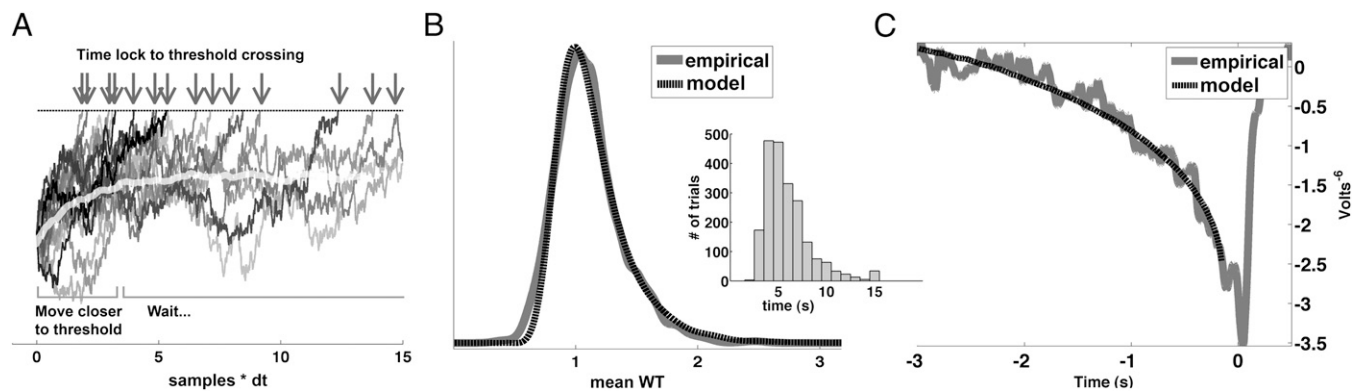 A
Time lock to threshold crossing
Move closer
to threshold
Wait...
0
5
10
15
samples * dt
B
empirical
model
500
400
300
200
100
0
# of trials
5
10
15
time (s)
1
2
3
mean WT
C
empirical
model
0
-0.5
-1
-1.5
-2
-2.5
-3
-3.5
Volts-6
-3
-2
-1
0
Time (s)